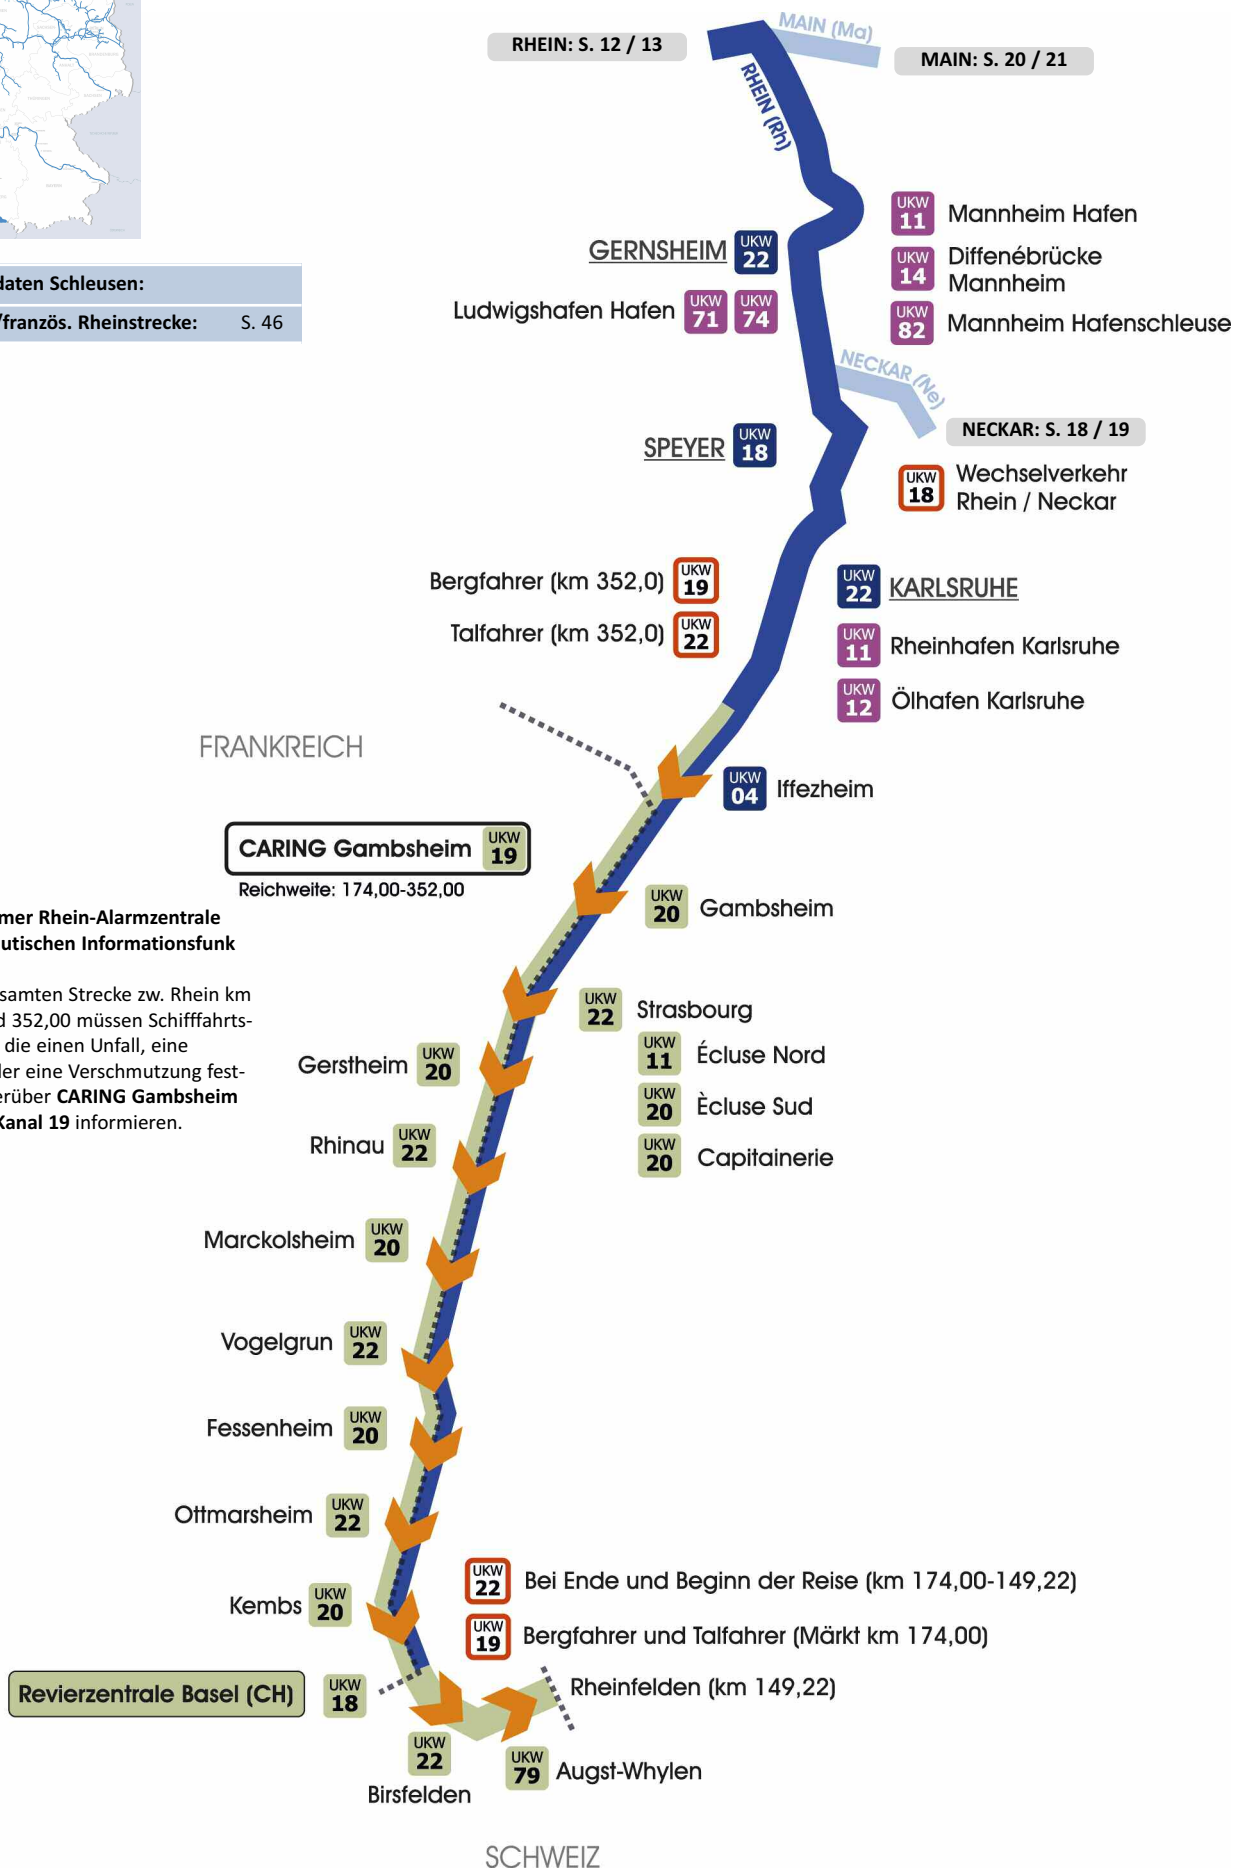 RHEIN: S. 12 / 13
MAIN (Ma)
MAIN: S. 20 / 21
RHEIN (Rh)
UKW 11 Mannheim Hafen
GERNSHEIM UKW 22
UKW 14 Diffenébrücke
Mannheim
daten Schleusen:
/französ. Rheinstrecke: S. 46
Ludwigshafen Hafen UKW 71 UKW 74
UKW 82 Mannheim Hafenschleuse
NECKAR (Ne)
NECKAR: S. 18 / 19
SPEYER UKW 18
UKW 18 Wechselverkehr
Rhein / Neckar
Bergfahrer (km 352,0) UKW 19
UKW 22 KARLSRUHE
Talfahrer (km 352,0) UKW 22
UKW 11 Rheinhafen Karlsruhe
UKW 12 Ölhafen Karlsruhe
FRANKREICH
UKW 04 Iffezheim
CARING Gambsheim UKW 19
Reichweite: 174,00-352,00
UKW 20 Gambsheim
mer Rhein-Alarmzentrale
utischen Informationsfunk
samten Strecke zw. Rhein km
d 352,00 müssen Schifffahrts-
die einen Unfall, eine
der eine Verschmutzung fest-
erüber CARING Gambsheim
Kanal 19 informieren.
UKW 22 Strasbourg
UKW 11 Écluse Nord
UKW 20 Ècluse Sud
UKW 20 Capitainerie
Gerstheim UKW 20
Rhinau UKW 22
Marckolsheim UKW 20
Vogelgrun UKW 22
Fessenheim UKW 20
Ottmarsheim UKW 22
UKW 22 Bei Ende und Beginn der Reise (km 174,00-149,22)
Kembs UKW 20
UKW 19 Bergfahrer und Talfahrer (Märkt km 174,00)
Revierzentrale Basel (CH) UKW 18
Rheinfelden (km 149,22)
UKW 22
Birsfelden
UKW 79 Augst-Whylen
SCHWEIZ